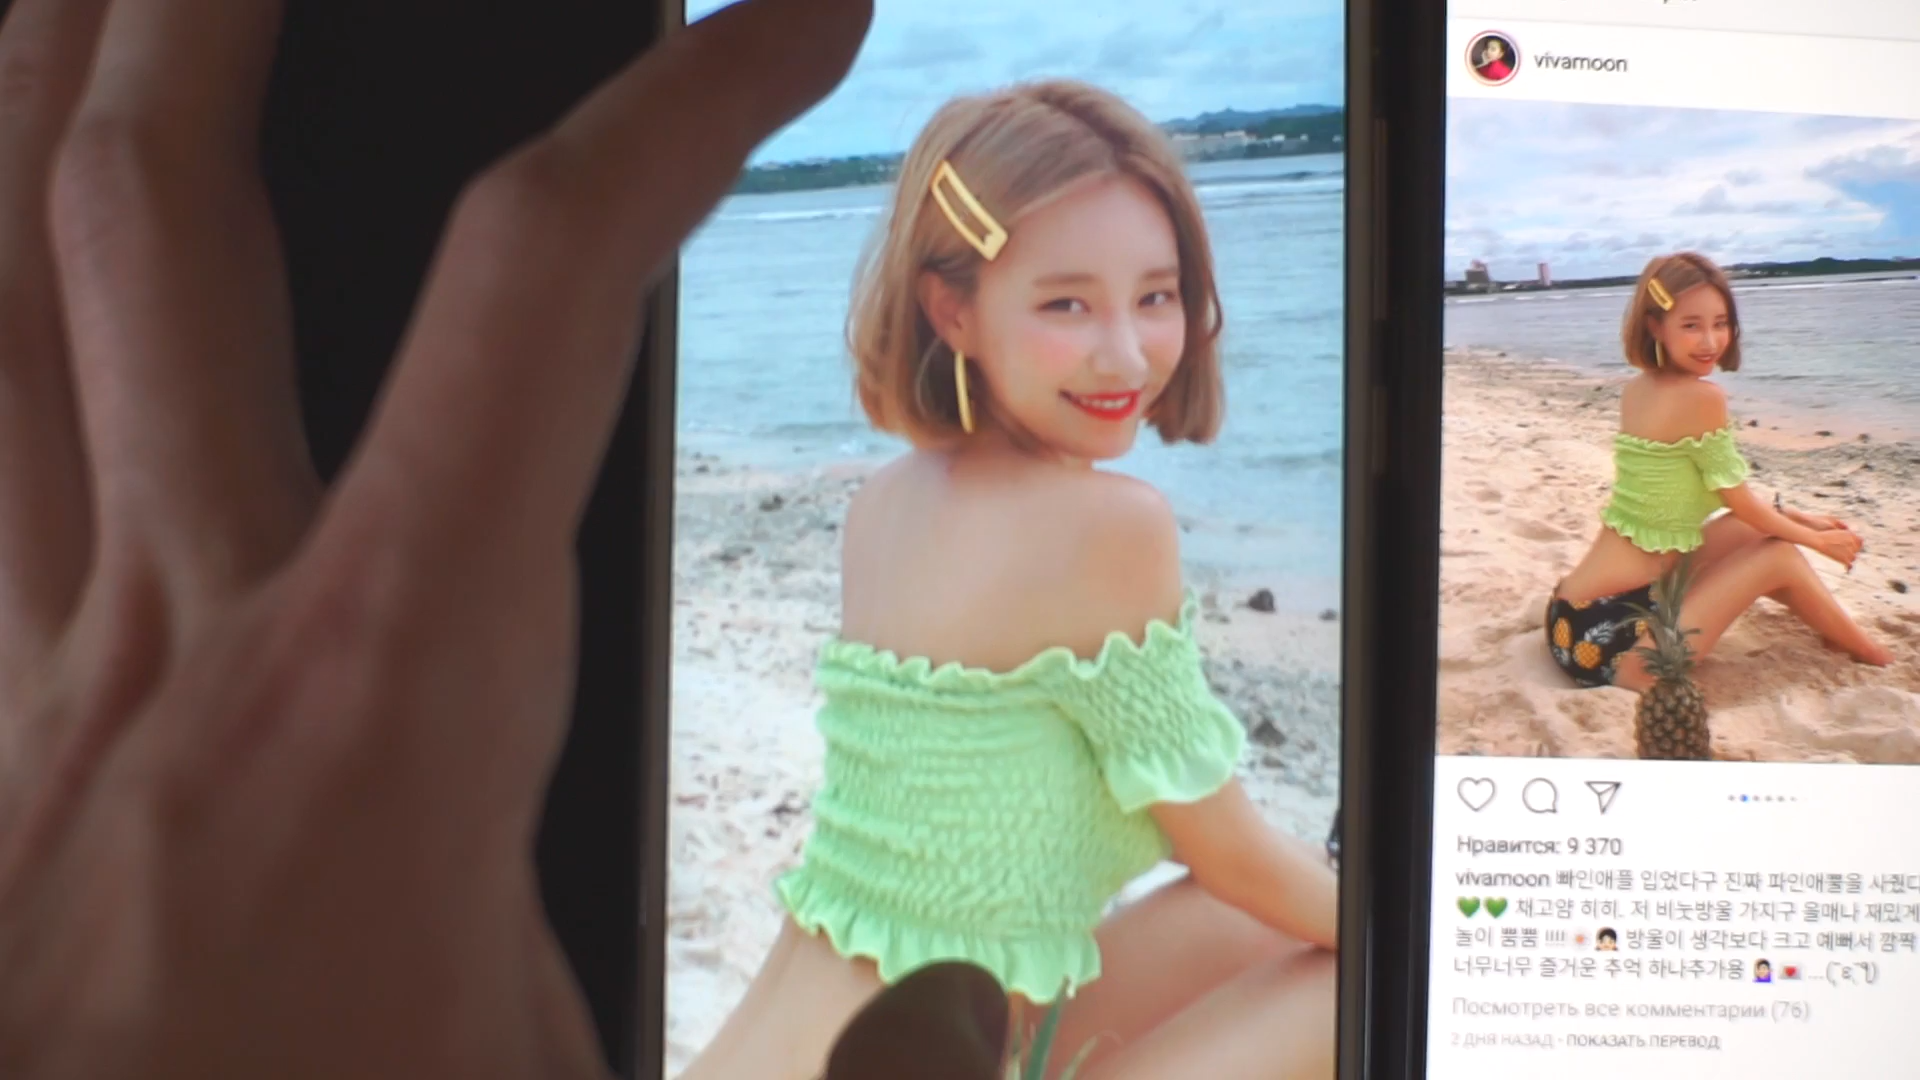 vivamoon
Нравится: 9 370
vivamoon 빠인애플 입었다구 진짜 파인애뿔을 사줬다
💚💚 채고얌 히히. 저 비눗방울 가지구 올매나 재밌게
놀이 뿜뿜 !!!! 방울이 생각보다 크고 예뻐서 깜짝
너무너무 즐거운 추억 하나추가용 💌 ...
Посмотреть все комментарии (76)
2 ДНЯ НАЗАД · ПОКАЗАТЬ ПЕРЕВОД